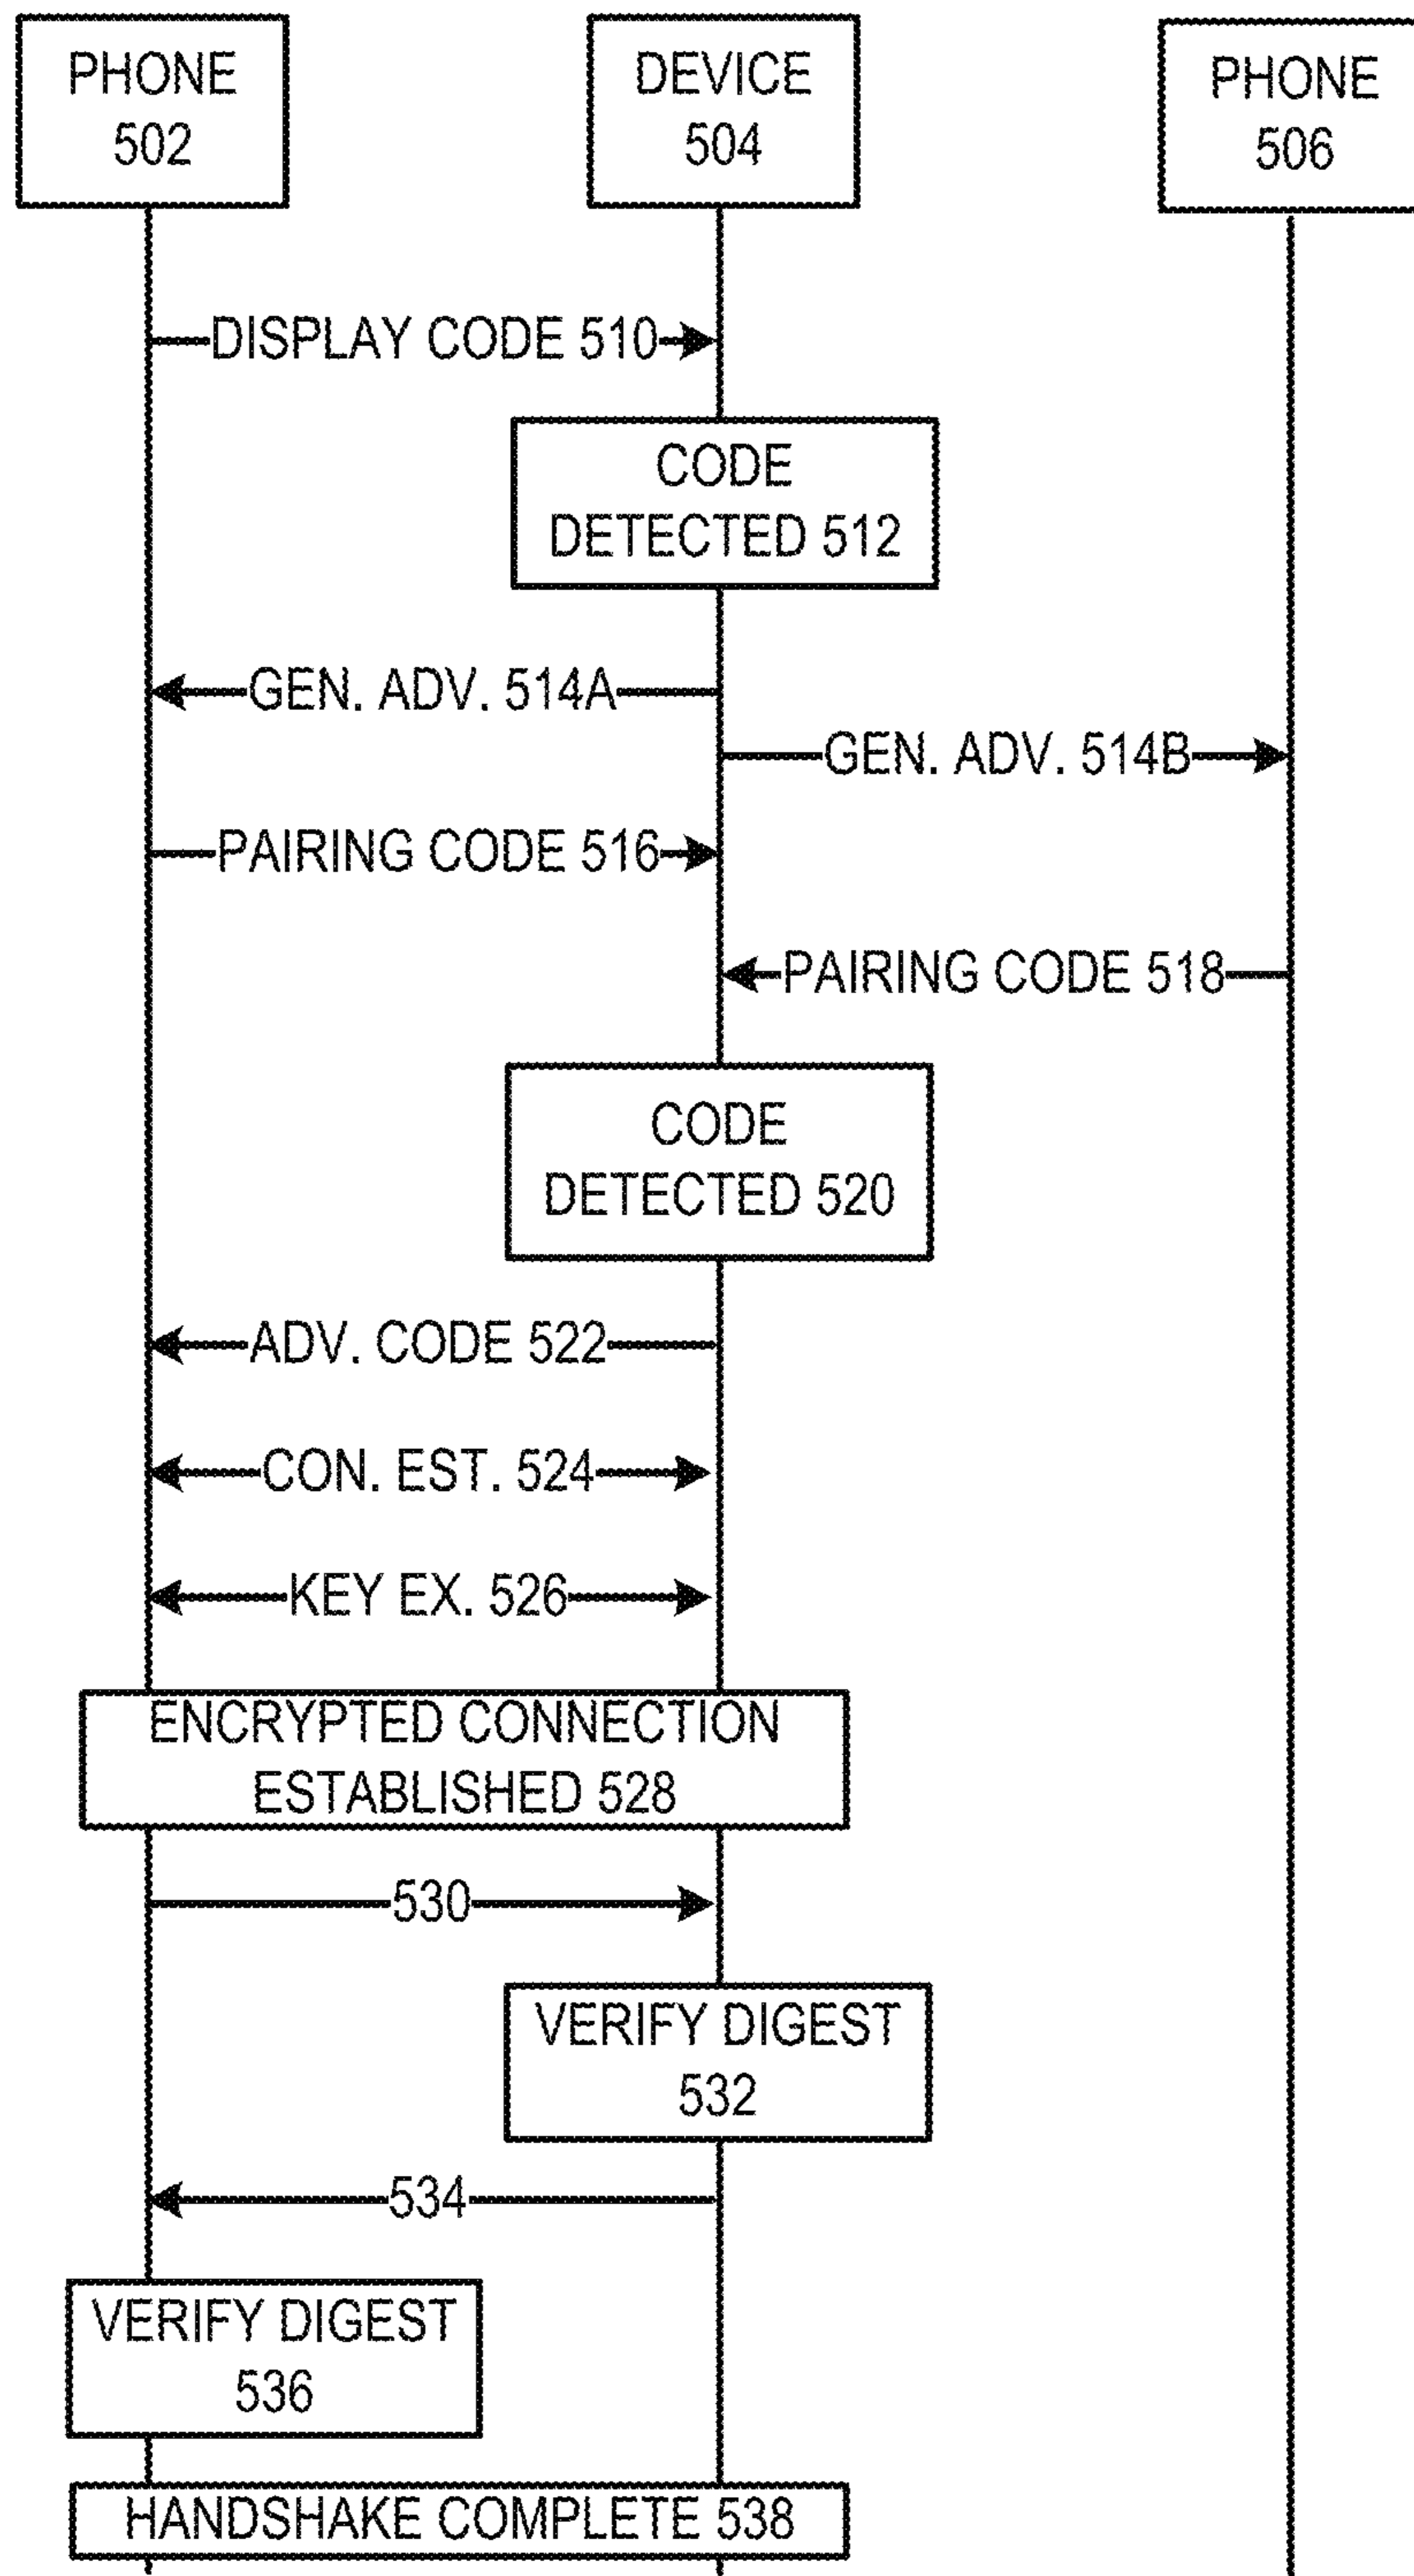 PHONE
502
DEVICE
504
PHONE
506
DISPLAY CODE 510
CODE
DETECTED 512
GEN. ADV. 514A
GEN. ADV. 514B
PAIRING CODE 516
PAIRING CODE 518
CODE
DETECTED 520
ADV. CODE 522
CON. EST. 524
KEY EX. 526
ENCRYPTED CONNECTION
ESTABLISHED 528
530
VERIFY DIGEST
532
534
VERIFY DIGEST
536
HANDSHAKE COMPLETE 538